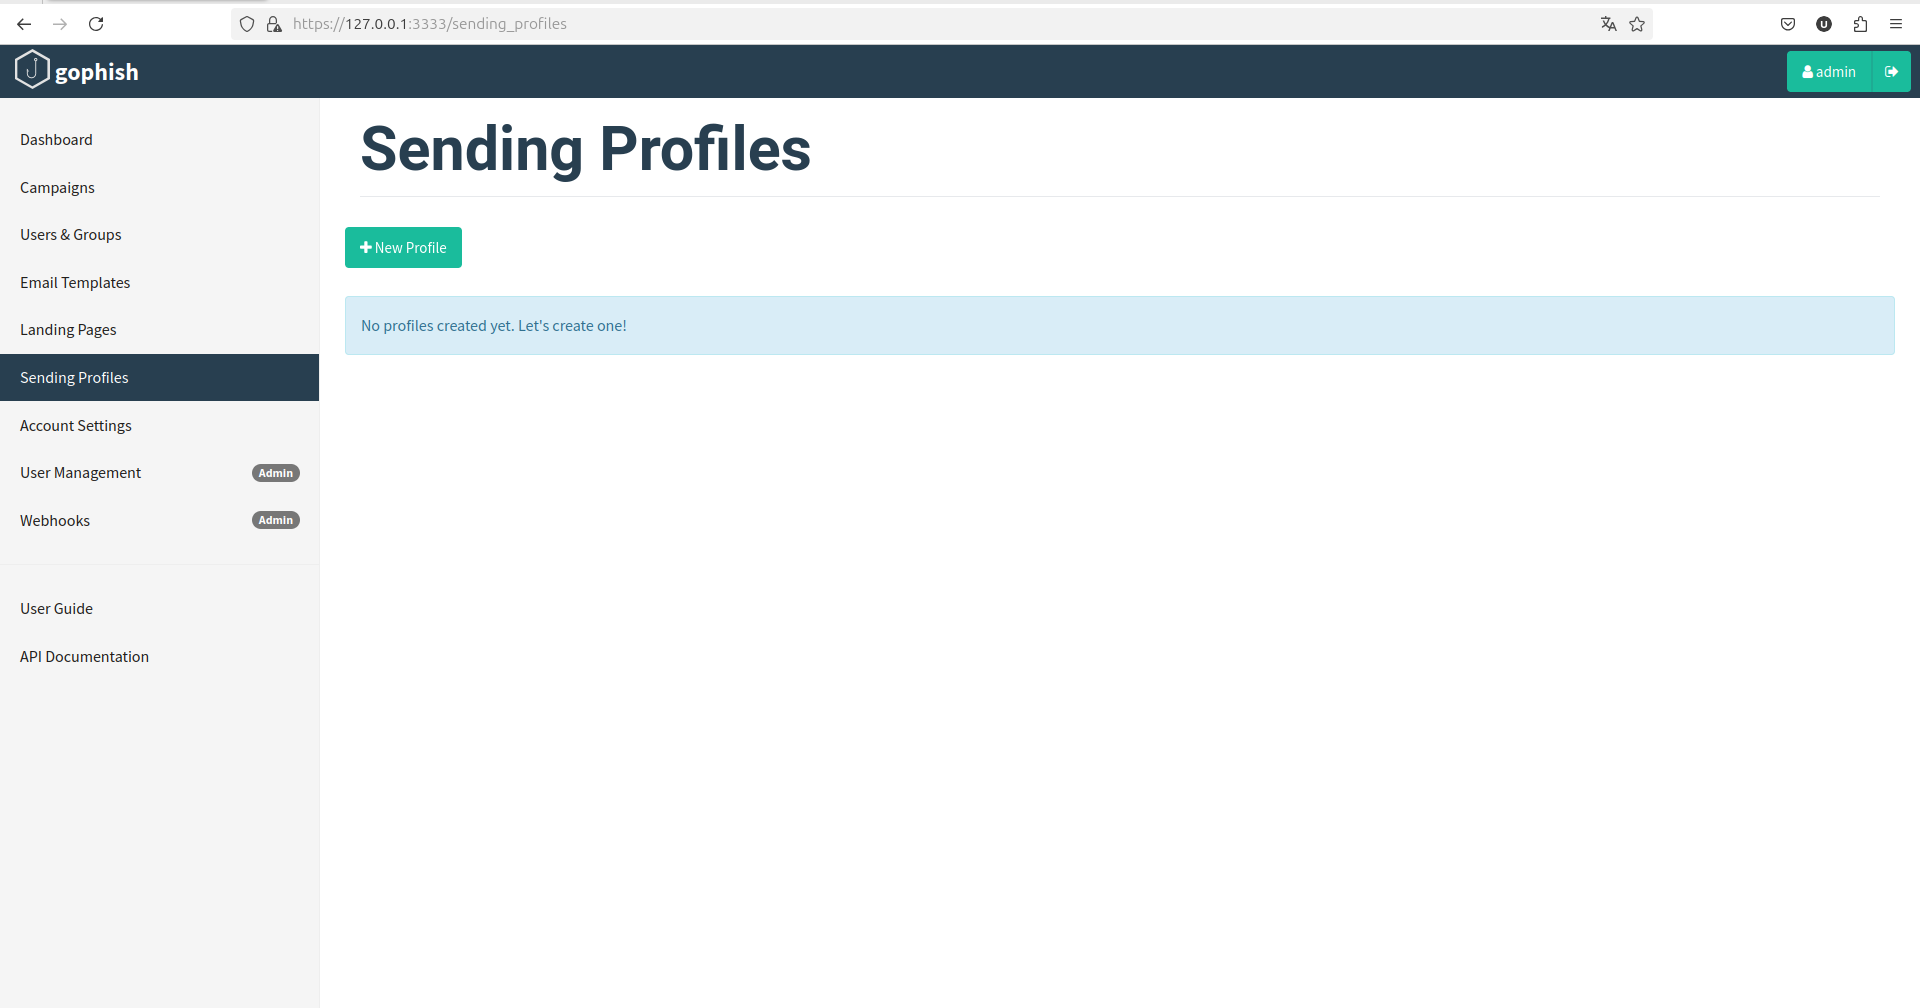 https://127.0.0.1:3333/sending_profiles
U
gophish
admin
Dashboard
Campaigns
Users & Groups
Email Templates
Landing Pages
Sending Profiles
Account Settings
User Management Admin
Webhooks Admin
User Guide
API Documentation
Sending Profiles
New Profile
No profiles created yet. Let's create one!